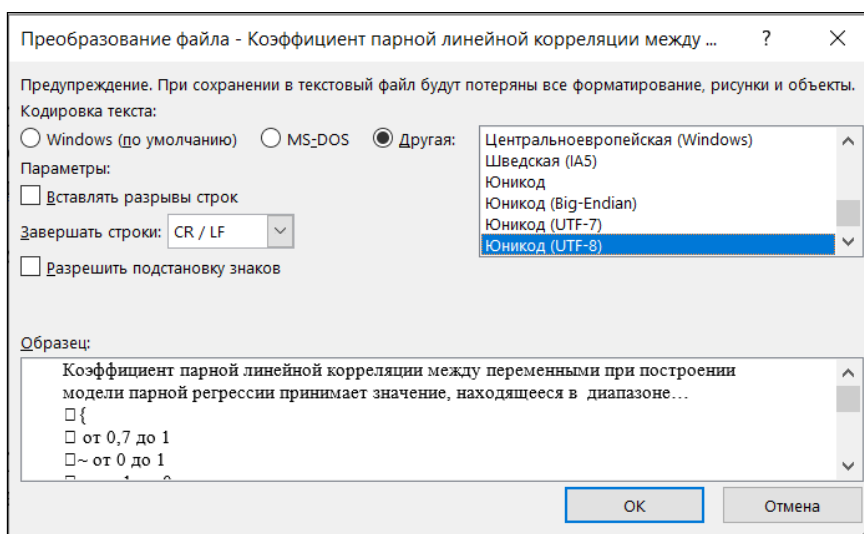 Преобразование файла - Коэффициент парной линейной корреляции между ...
Предупреждение. При сохранении в текстовый файл будут потеряны все форматирование, рисунки и объекты.
Кодировка текста:
Windows (по умолчанию) MS-DOS Другая:
Центральноевропейская (Windows)
Шведская (IA5)
Юникод
Юникод (Big-Endian)
Юникод (UTF-7)
Юникод (UTF-8)
Параметры:
Вставлять разрывы строк
Завершать строки: CR / LF
Разрешить подстановку знаков
Образец:
Коэффициент парной линейной корреляции между переменными при построении
модели парной регрессии принимает значение, находящееся в диапазоне…
□{
□ от 0,7 до 1
□~ от 0 до 1
ОК Отмена